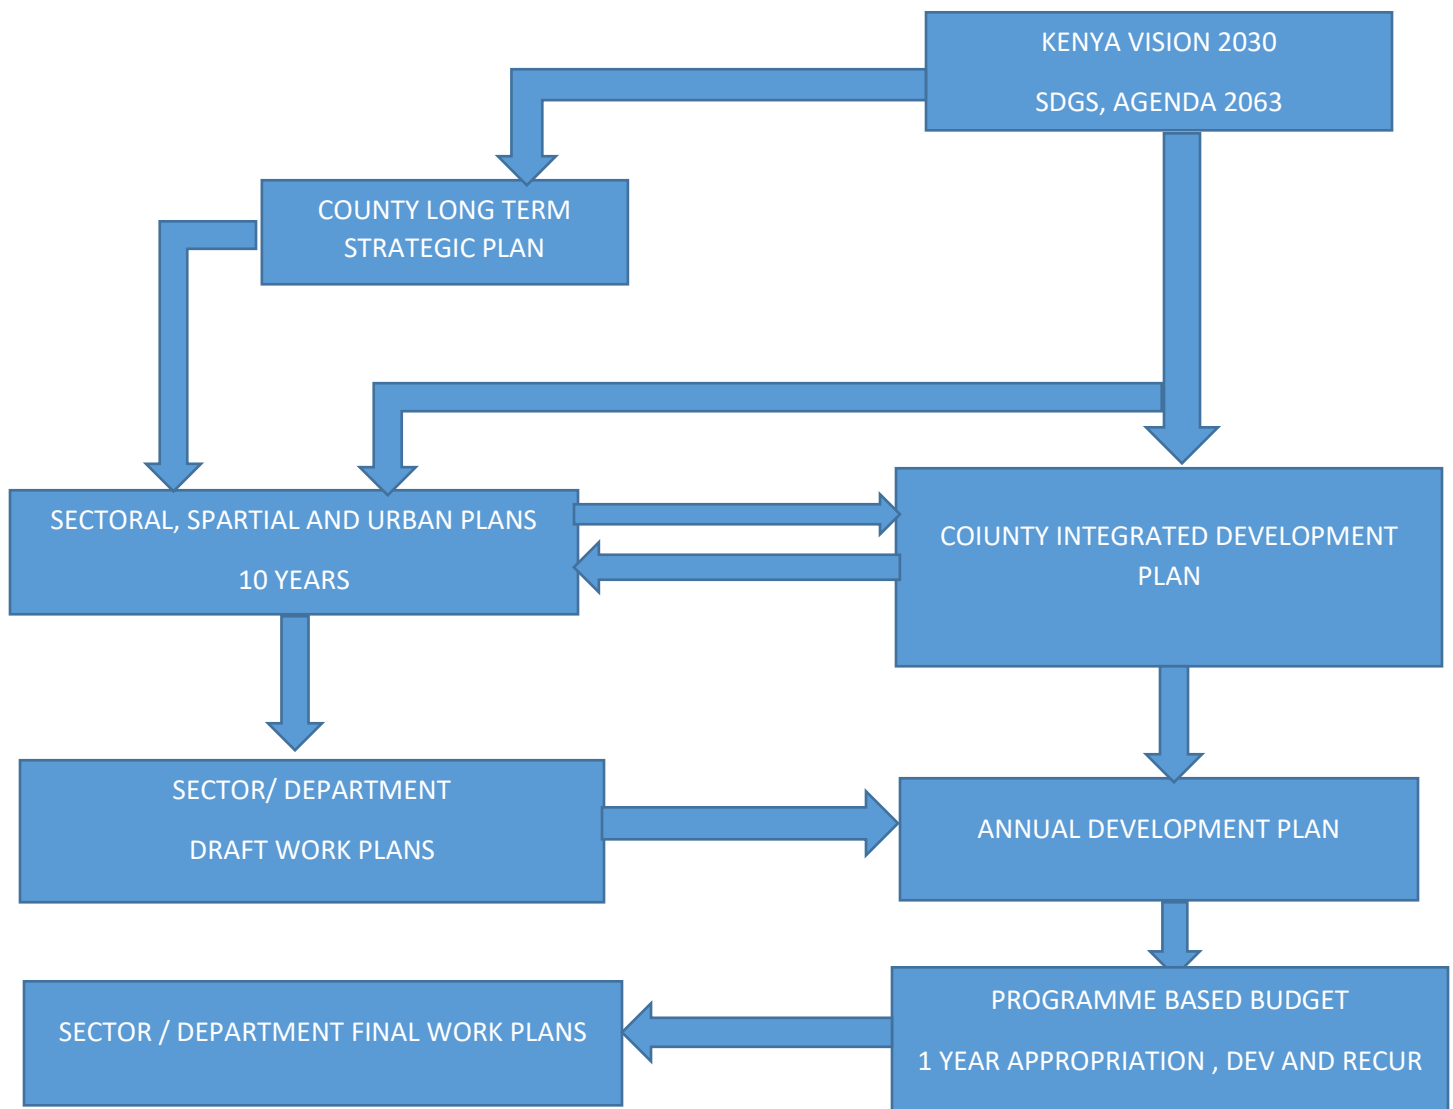 KENYA VISION 2030
SDGS, AGENDA 2063
COUNTY LONG TERM
STRATEGIC PLAN
SECTORAL, SPARTIAL AND URBAN PLANS
10 YEARS
COIUNTY INTEGRATED DEVELOPMENT
PLAN
SECTOR/ DEPARTMENT
DRAFT WORK PLANS
ANNUAL DEVELOPMENT PLAN
PROGRAMME BASED BUDGET
1 YEAR APPROPRIATION , DEV AND RECUR
SECTOR / DEPARTMENT FINAL WORK PLANS